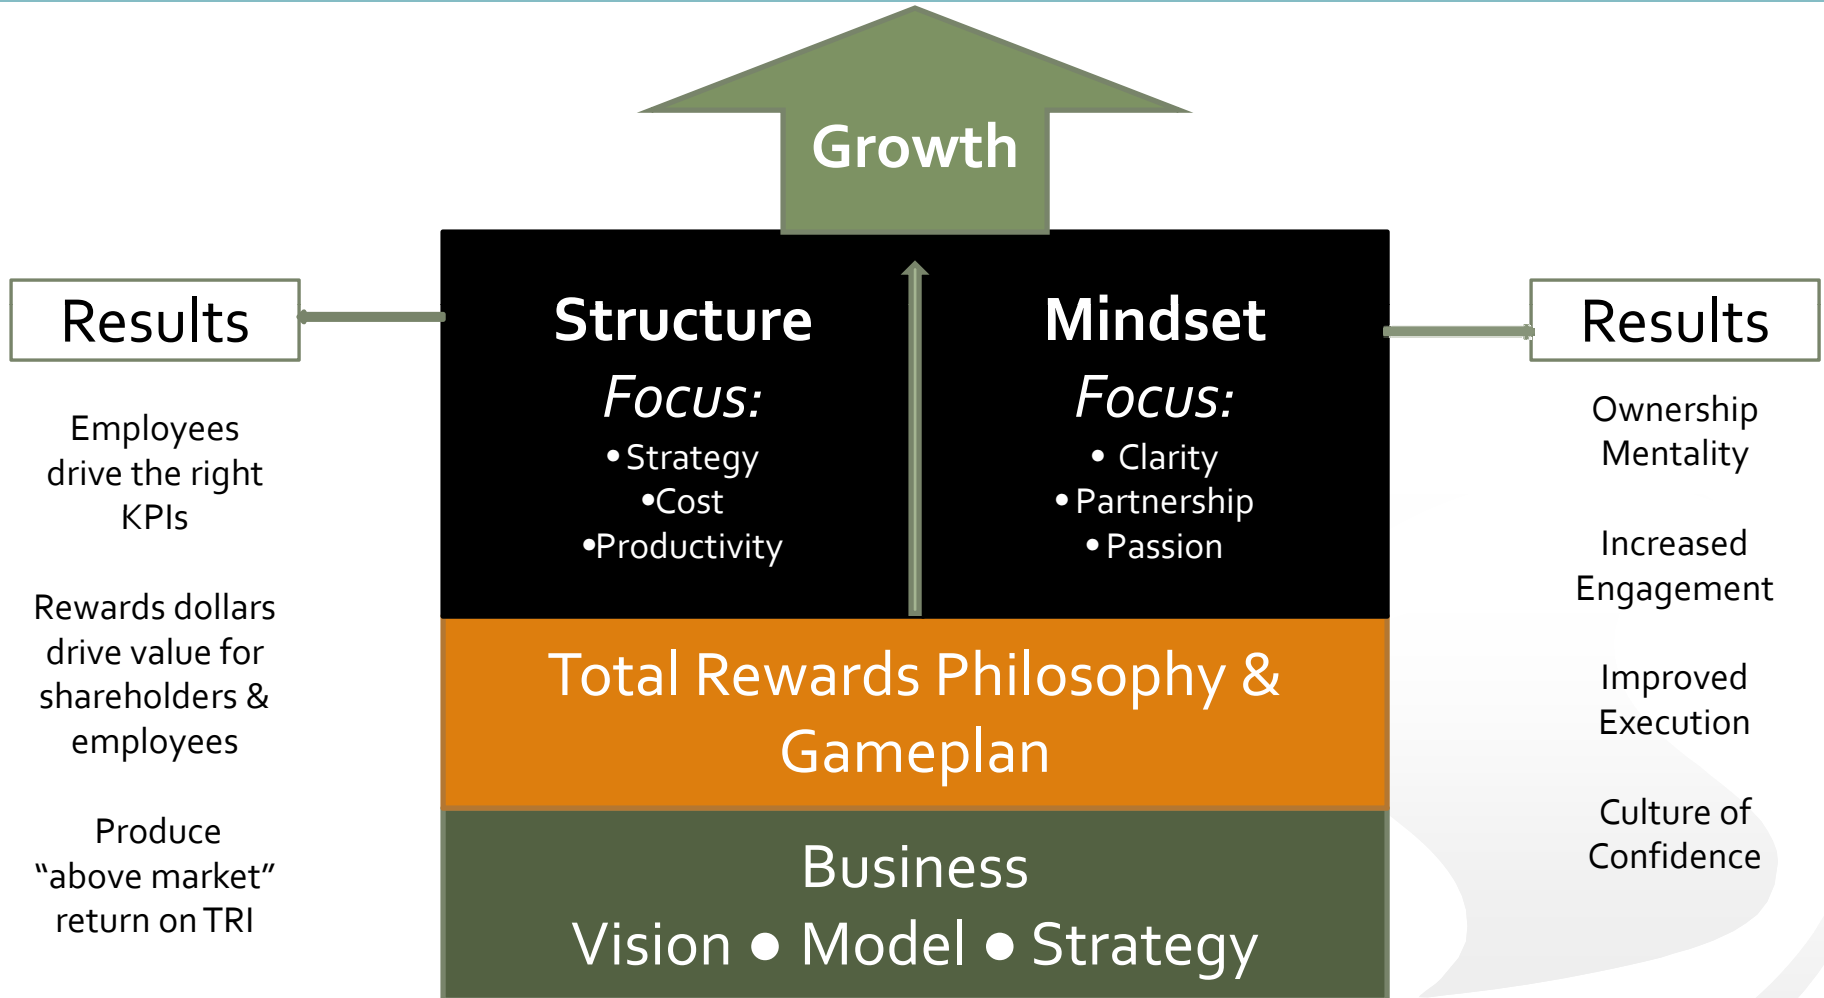 Growth
Results
Employees
drive the right
KPIs
Rewards dollars
drive value for
shareholders &
employees
Produce
“above market”
return on TRI
Structure
Focus:
• Strategy
•Cost
•Productivity
Mindset
Focus:
• Clarity
• Partnership
• Passion
Results
Ownership
Mentality
Increased
Engagement
Improved
Execution
Culture of
Confidence
Total Rewards Philosophy &
Gameplan
Business
Vision ● Model ● Strategy